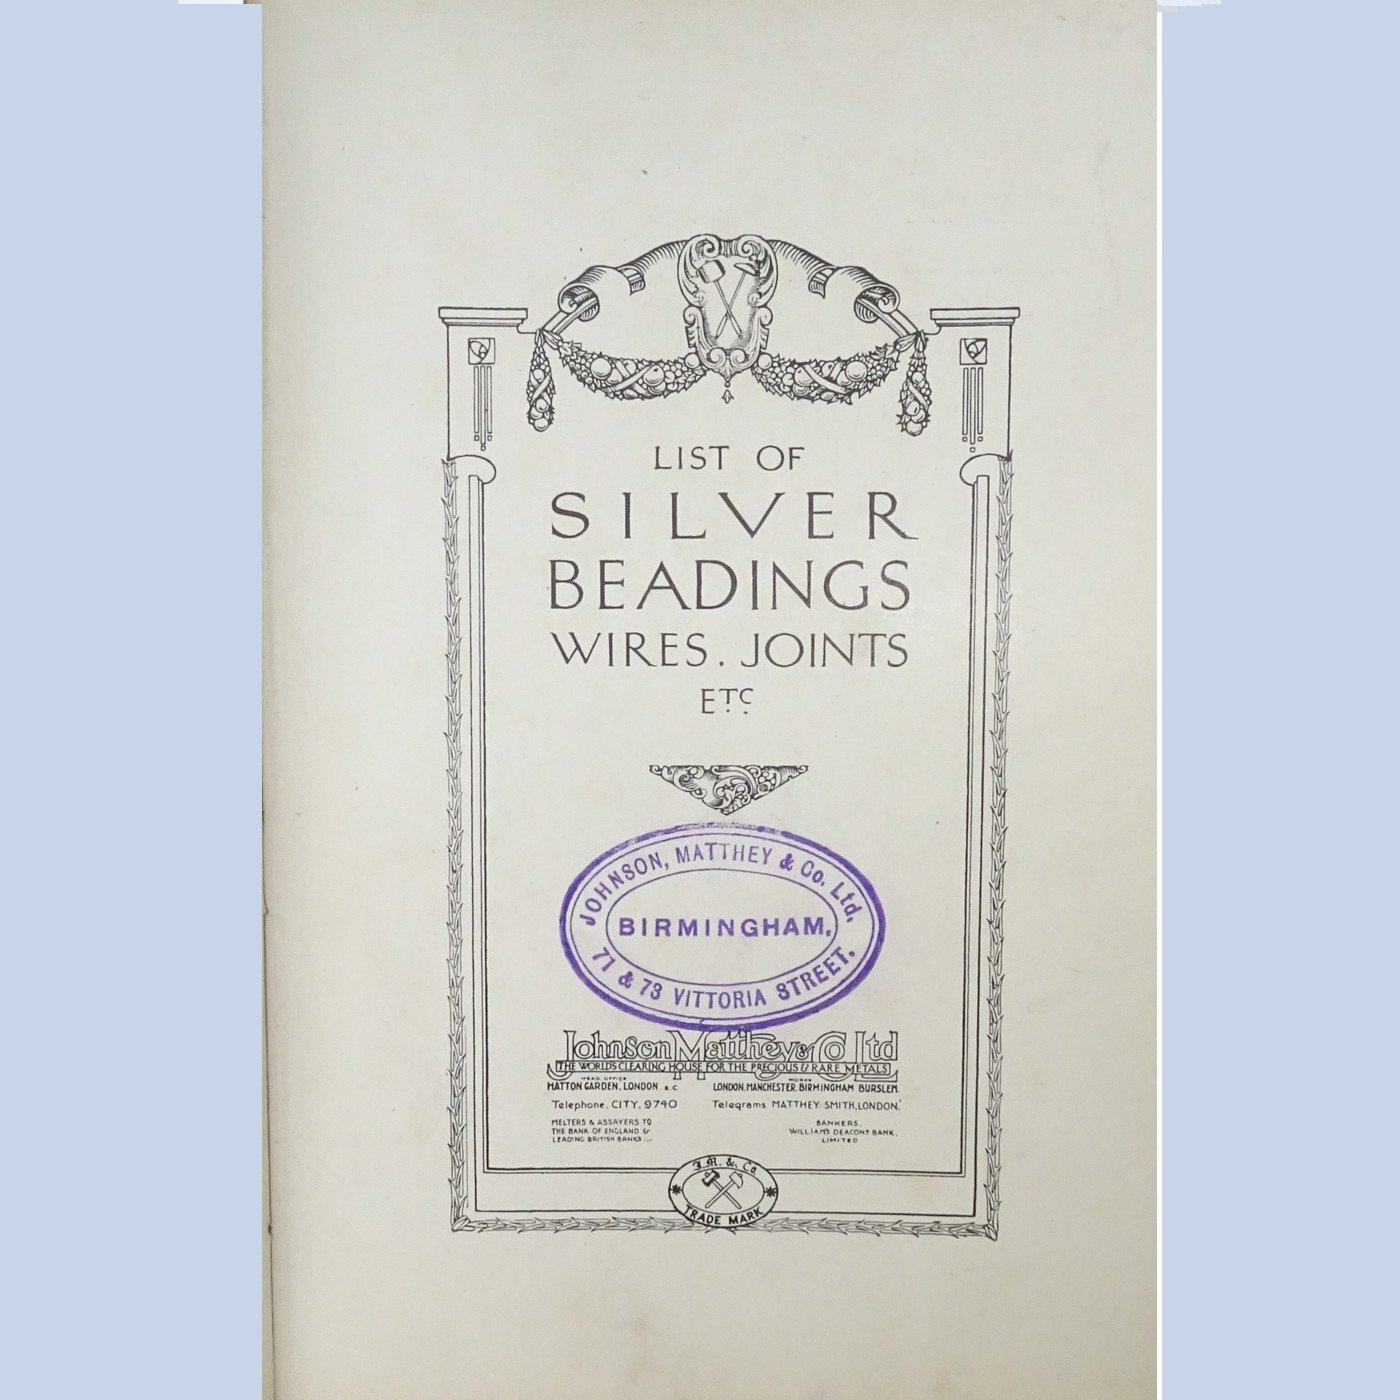 LIST OF
SILVER
BEADINGS
WIRES. JOINTS
ETC
JOHNSON, MATTHEY & Co. Ltd.
BIRMINGHAM.
71 & 73 VITTORIA STREET.
Johnson Matthey & Co Ltd
THE WORLD'S CLEARING HOUSE FOR THE PRECIOUS & RARE METALS
HEAD OFFICE
HATTON GARDEN, LONDON. E.C
WORKS
LONDON, MANCHESTER. BIRMINGHAM BURSLEM
Telephone. CITY. 9740
Telegrams MATTHEY SMITH, LONDON.
MELTERS & ASSAYERS TO
THE BANK OF ENGLAND &
LEADING BRITISH BANKS ...
BANKERS.
WILLIAMS DEACONS BANK.
LIMITED
J.M. & Co
TRADE MARK